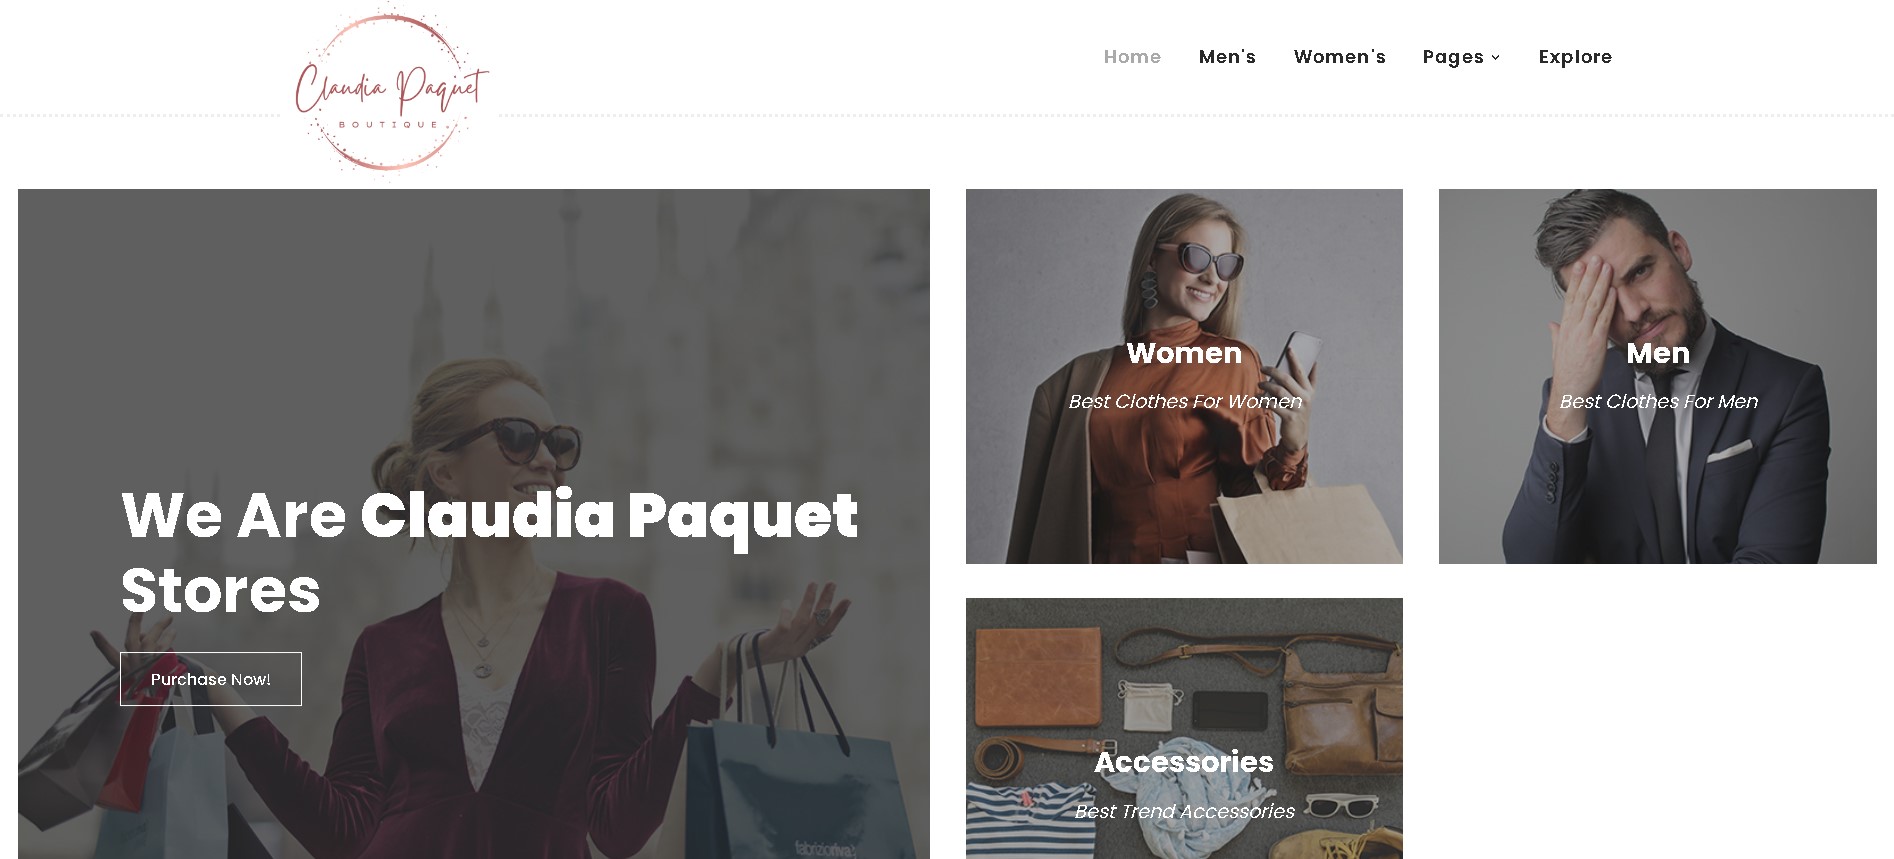 Claudia Paquet
BOUTIQUE
Home
Men's
Women's
Pages
Explore
We Are Claudia Paquet
Stores
Purchase Now!
Women
Best Clothes For Women
Men
Best Clothes For Men
Accessories
Best Trend Accessories
fabrizioriva